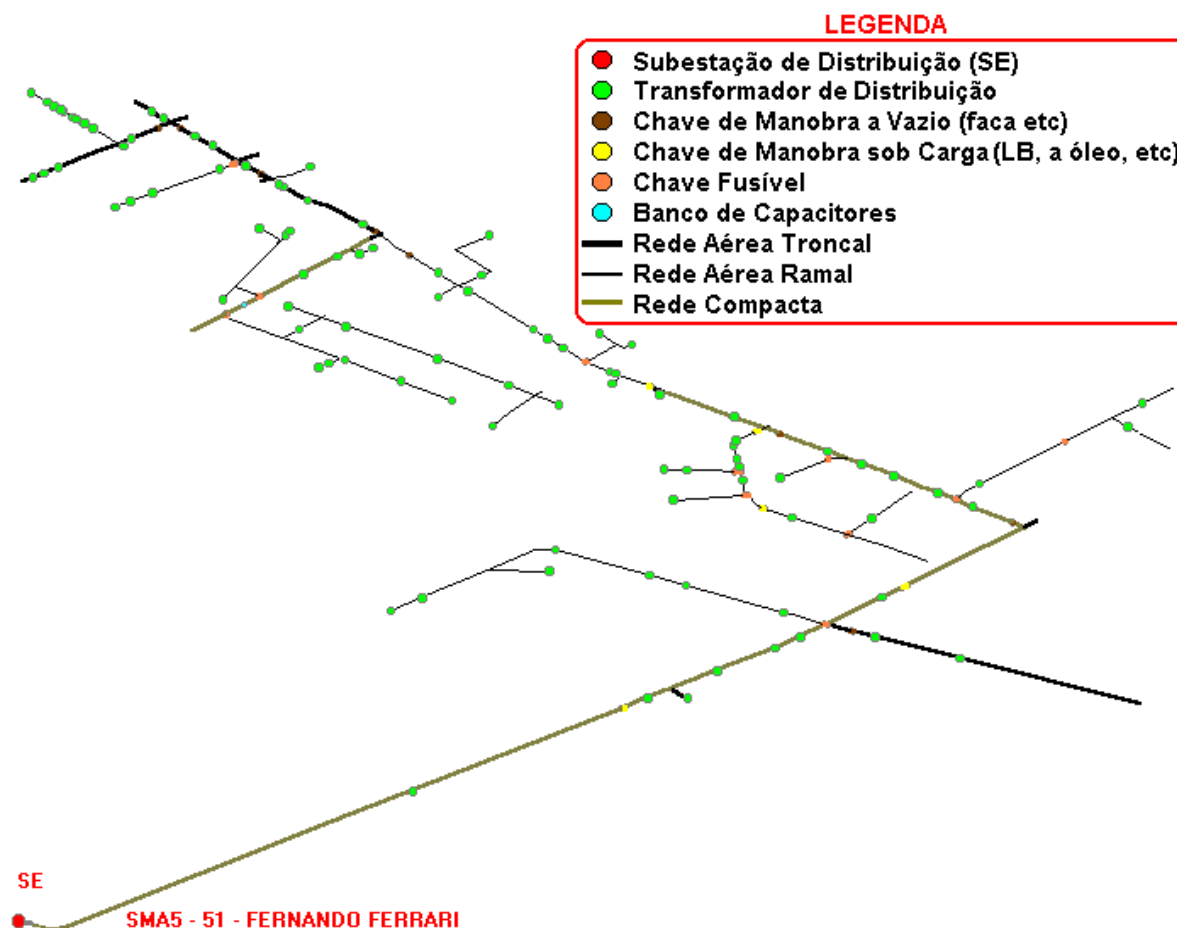 LEGENDA
Subestação de Distribuição (SE)
Transformador de Distribuição
Chave de Manobra a Vazio (faca etc)
Chave de Manobra sob Carga (LB, a óleo, etc)
Chave Fusível
Banco de Capacitores
Rede Aérea Troncal
Rede Aérea Ramal
Rede Compacta
SE
SMA5 - 51 - FERNANDO FERRARI